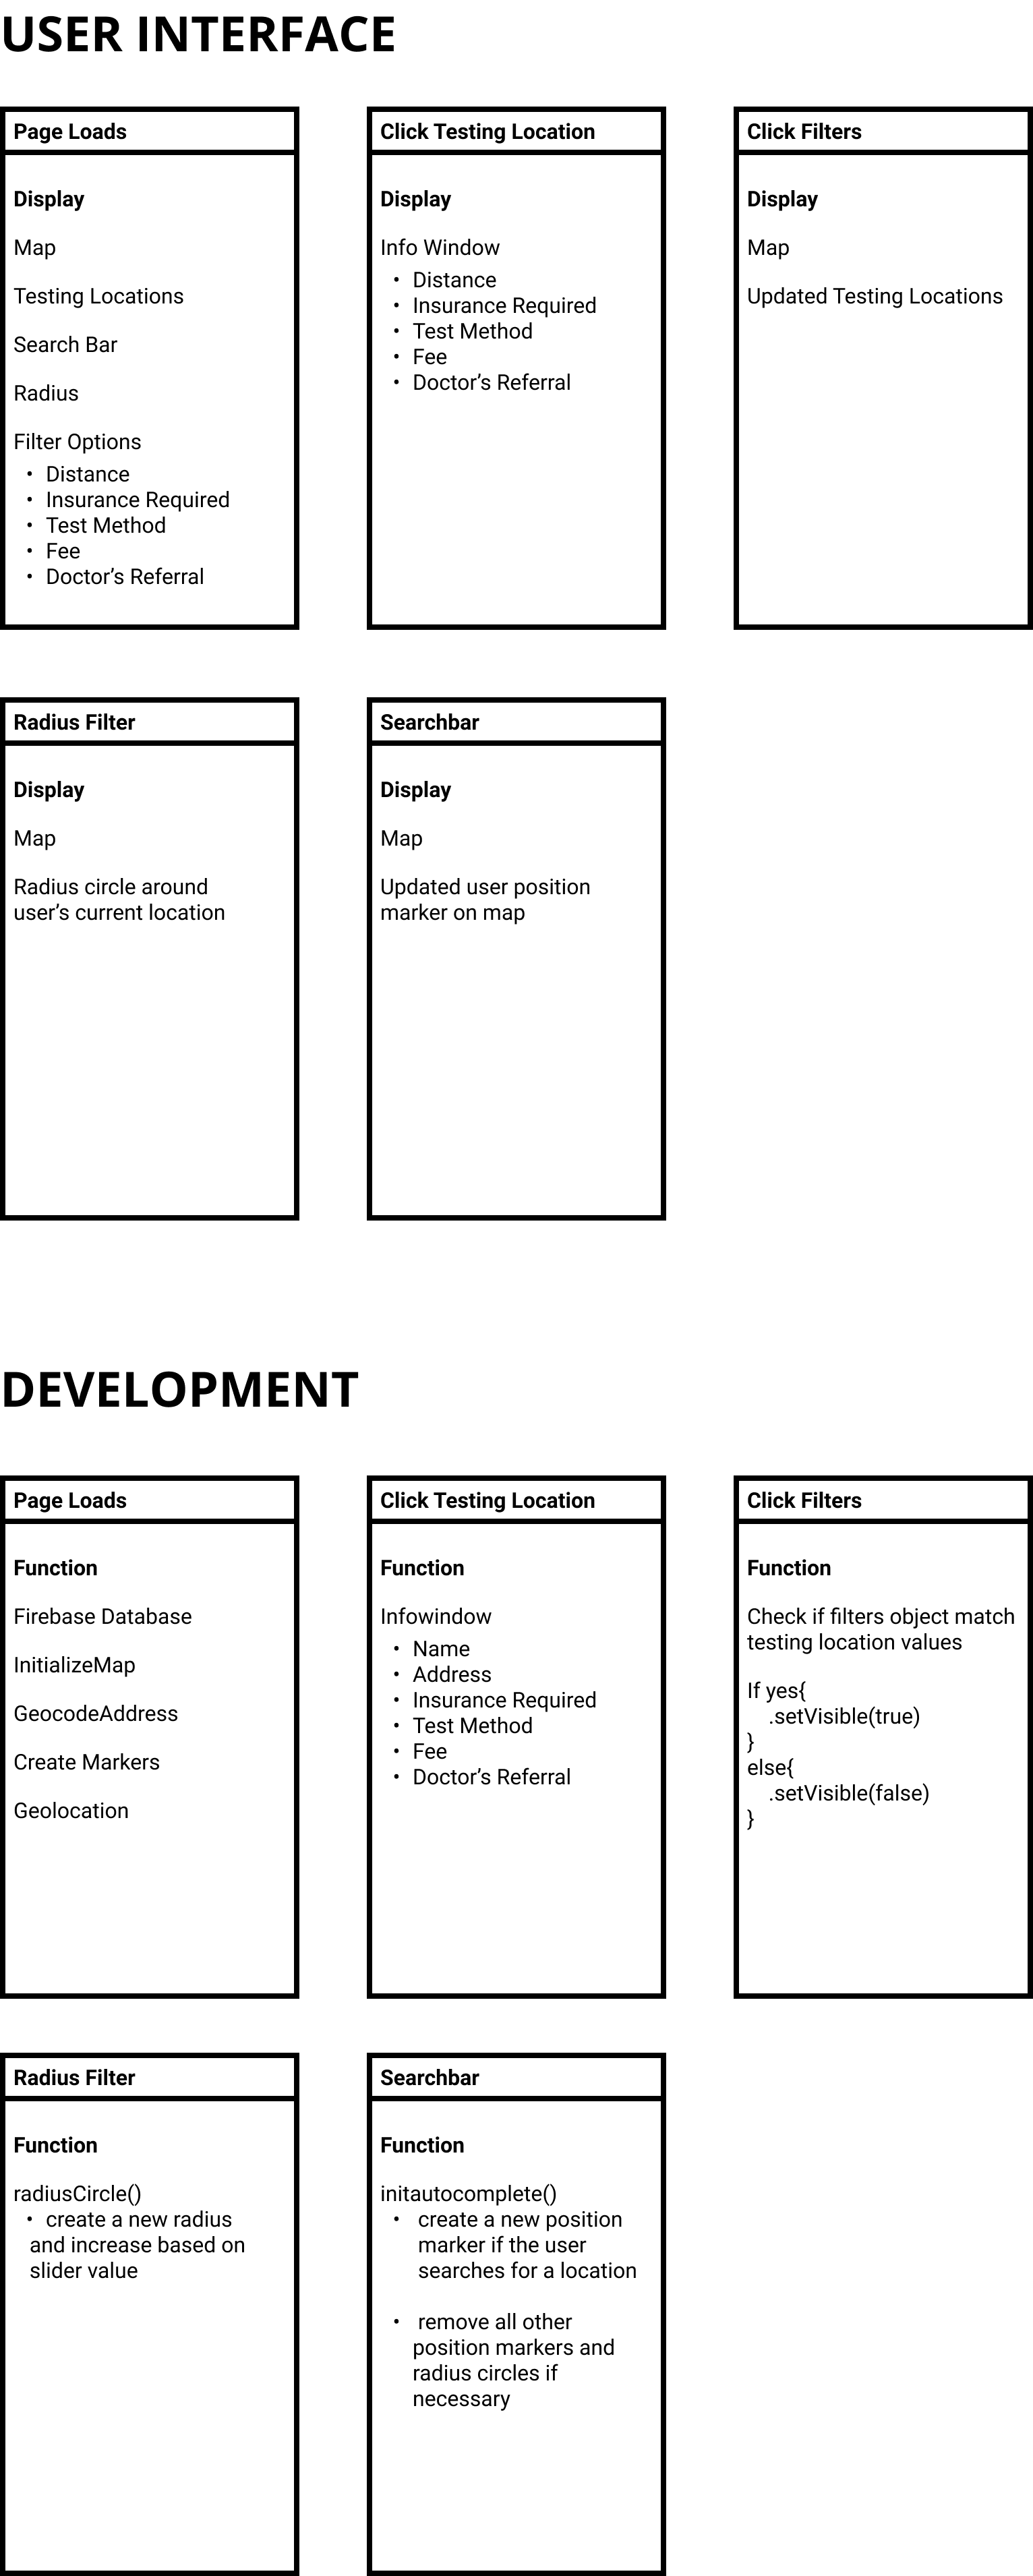 USER INTERFACE
Page Loads
Display
Map
Testing Locations
Search Bar
Radius
Filter Options
• Distance
• Insurance Required
• Test Method
• Fee
• Doctor’s Referral
Click Testing Location
Display
Info Window
• Distance
• Insurance Required
• Test Method
• Fee
• Doctor’s Referral
Click Filters
Display
Map
Updated Testing Locations
Radius Filter
Display
Map
Radius circle around
user’s current location
Searchbar
Display
Map
Updated user position
marker on map
DEVELOPMENT
Page Loads
Function
Firebase Database
InitializeMap
GeocodeAddress
Create Markers
Geolocation
Click Testing Location
Function
Infowindow
• Name
• Address
• Insurance Required
• Test Method
• Fee
• Doctor’s Referral
Click Filters
Function
Check if filters object match
testing location values
If yes{
.setVisible(true)
}
else{
.setVisible(false)
}
Radius Filter
Function
radiusCircle()
• create a new radius
and increase based on
slider value
Searchbar
Function
initautocomplete()
• create a new position
marker if the user
searches for a location
• remove all other
position markers and
radius circles if
necessary